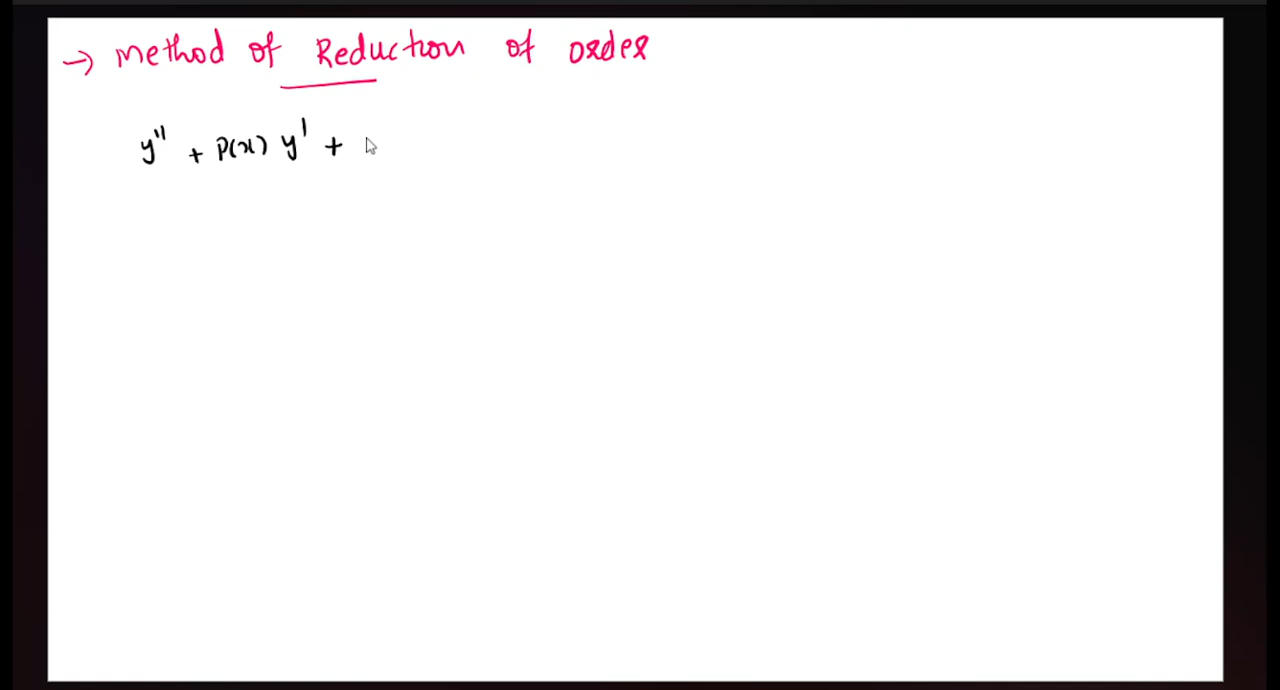 → Method of Reduction of order
y'' + P(x) y' +